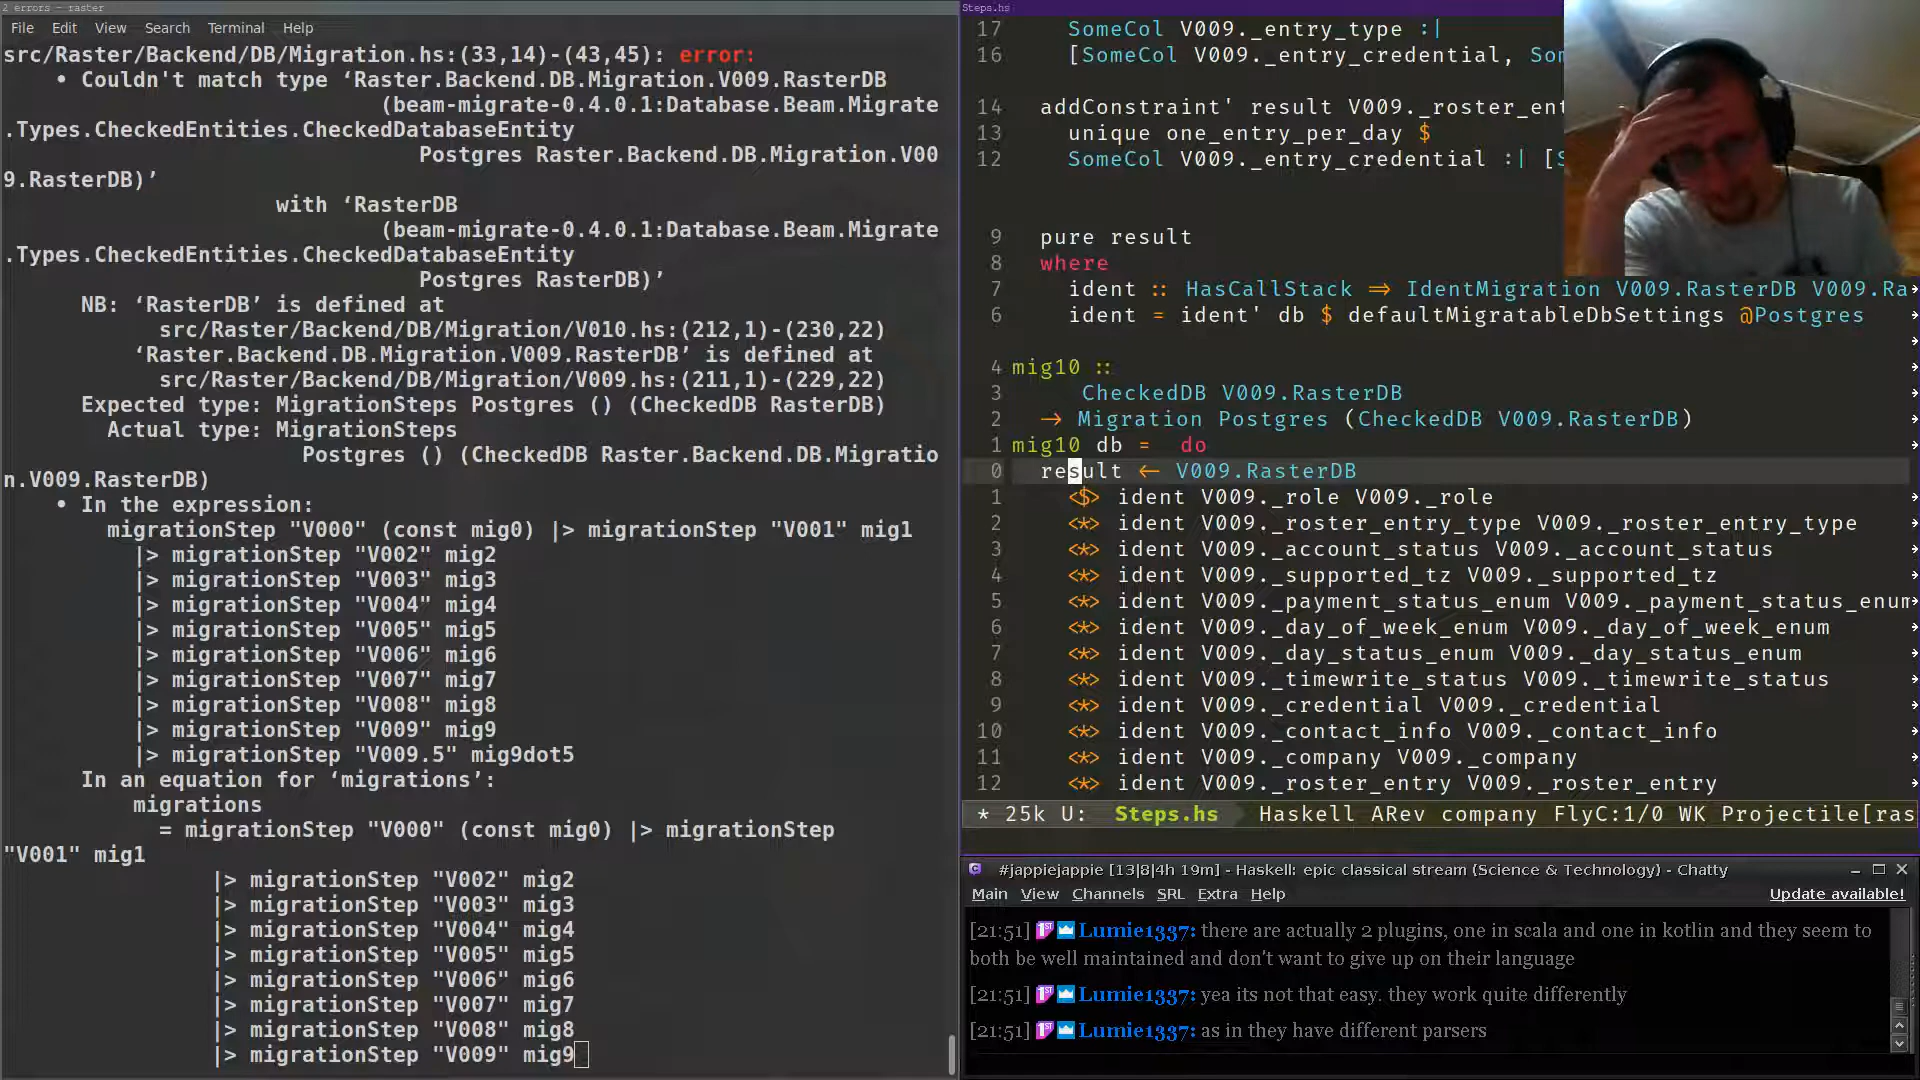 2 errors - raster
File Edit View Search Terminal Help
src/Raster/Backend/DB/Migration.hs:(33,14)-(43,45): error:
• Couldn't match type ‘Raster.Backend.DB.Migration.V009.RasterDB
(beam-migrate-0.4.0.1:Database.Beam.Migrate
.Types.CheckedEntities.CheckedDatabaseEntity
Postgres Raster.Backend.DB.Migration.V00
9.RasterDB)’
with ‘RasterDB
(beam-migrate-0.4.0.1:Database.Beam.Migrate
.Types.CheckedEntities.CheckedDatabaseEntity
Postgres RasterDB)’
NB: ‘RasterDB’ is defined at
src/Raster/Backend/DB/Migration/V010.hs:(212,1)-(230,22)
‘Raster.Backend.DB.Migration.V009.RasterDB’ is defined at
src/Raster/Backend/DB/Migration/V009.hs:(211,1)-(229,22)
Expected type: MigrationSteps Postgres () (CheckedDB RasterDB)
Actual type: MigrationSteps
Postgres () (CheckedDB Raster.Backend.DB.Migratio
n.V009.RasterDB)
• In the expression:
migrationStep "V000" (const mig0) |> migrationStep "V001" mig1
|> migrationStep "V002" mig2
|> migrationStep "V003" mig3
|> migrationStep "V004" mig4
|> migrationStep "V005" mig5
|> migrationStep "V006" mig6
|> migrationStep "V007" mig7
|> migrationStep "V008" mig8
|> migrationStep "V009" mig9
|> migrationStep "V009.5" mig9dot5
In an equation for ‘migrations’:
migrations
= migrationStep "V000" (const mig0) |> migrationStep
"V001" mig1
|> migrationStep "V002" mig2
|> migrationStep "V003" mig3
|> migrationStep "V004" mig4
|> migrationStep "V005" mig5
|> migrationStep "V006" mig6
|> migrationStep "V007" mig7
|> migrationStep "V008" mig8
|> migrationStep "V009" mig9
Steps.hs
17 SomeCol V009._entry_type :|
16 [SomeCol V009._entry_credential, Som
14 addConstraint' result V009._roster_ent
13 unique one_entry_per_day $
12 SomeCol V009._entry_credential :| [S
9 pure result
8 where
7 ident :: HasCallStack ⇒ IdentMigration V009.RasterDB V009.Ra
6 ident = ident' db $ defaultMigratableDbSettings @Postgres
4 mig10 ::
3 CheckedDB V009.RasterDB
2 → Migration Postgres (CheckedDB V009.RasterDB)
1 mig10 db = do
0 result ← V009.RasterDB
1 <$> ident V009._role V009._role
2 <*> ident V009._roster_entry_type V009._roster_entry_type
3 <*> ident V009._account_status V009._account_status
4 <*> ident V009._supported_tz V009._supported_tz
5 <*> ident V009._payment_status_enum V009._payment_status_enum
6 <*> ident V009._day_of_week_enum V009._day_of_week_enum
7 <*> ident V009._day_status_enum V009._day_status_enum
8 <*> ident V009._timewrite_status V009._timewrite_status
9 <*> ident V009._credential V009._credential
10 <*> ident V009._contact_info V009._contact_info
11 <*> ident V009._company V009._company
12 <*> ident V009._roster_entry V009._roster_entry
* 25k U: Steps.hs Haskell ARev company FlyC:1/0 WK Projectile[ras
#jappiejappie [13|8|4h 19m] - Haskell: epic classical stream (Science & Technology) - Chatty
Main View Channels SRL Extra Help Update available!
[21:51] Lumie1337: there are actually 2 plugins, one in scala and one in kotlin and they seem to
both be well maintained and don't want to give up on their language
[21:51] Lumie1337: yea its not that easy. they work quite differently
[21:51] Lumie1337: as in they have different parsers